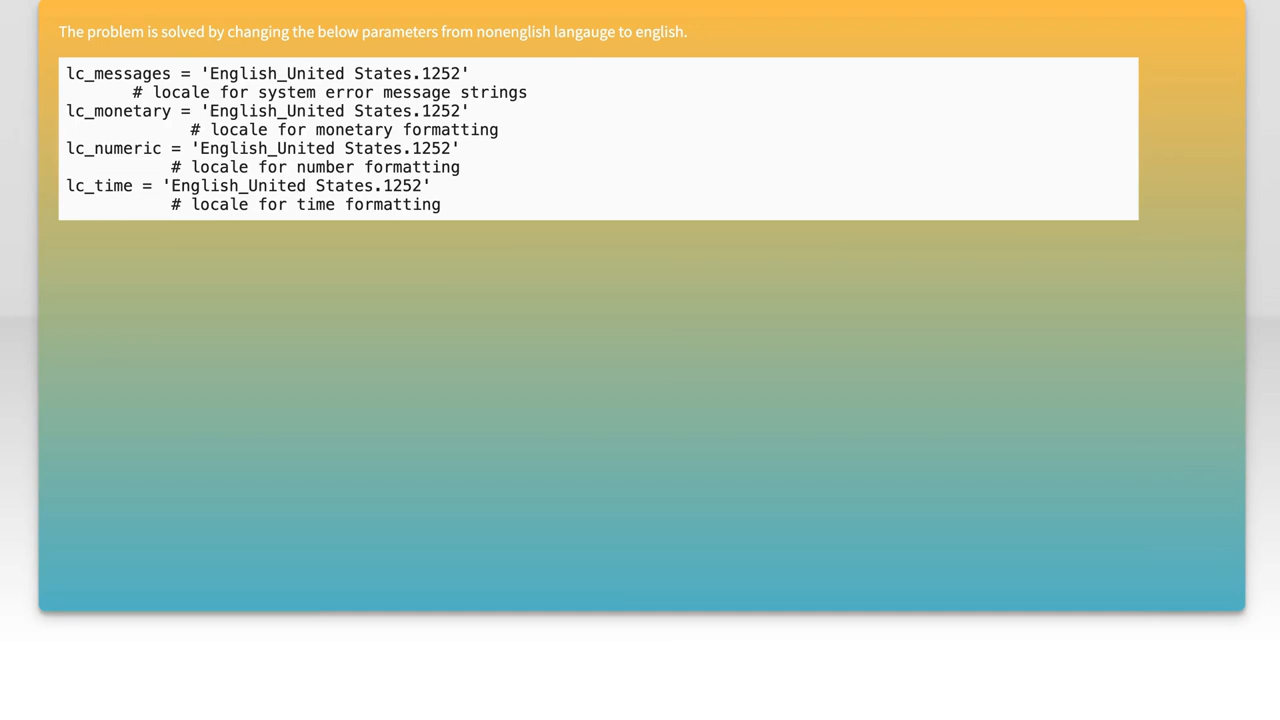 The problem is solved by changing the below parameters from nonenglish langauge to english.
lc_messages = 'English_United States.1252'
# locale for system error message strings
lc_monetary = 'English_United States.1252'
# locale for monetary formatting
lc_numeric = 'English_United States.1252'
# locale for number formatting
lc_time = 'English_United States.1252'
# locale for time formatting